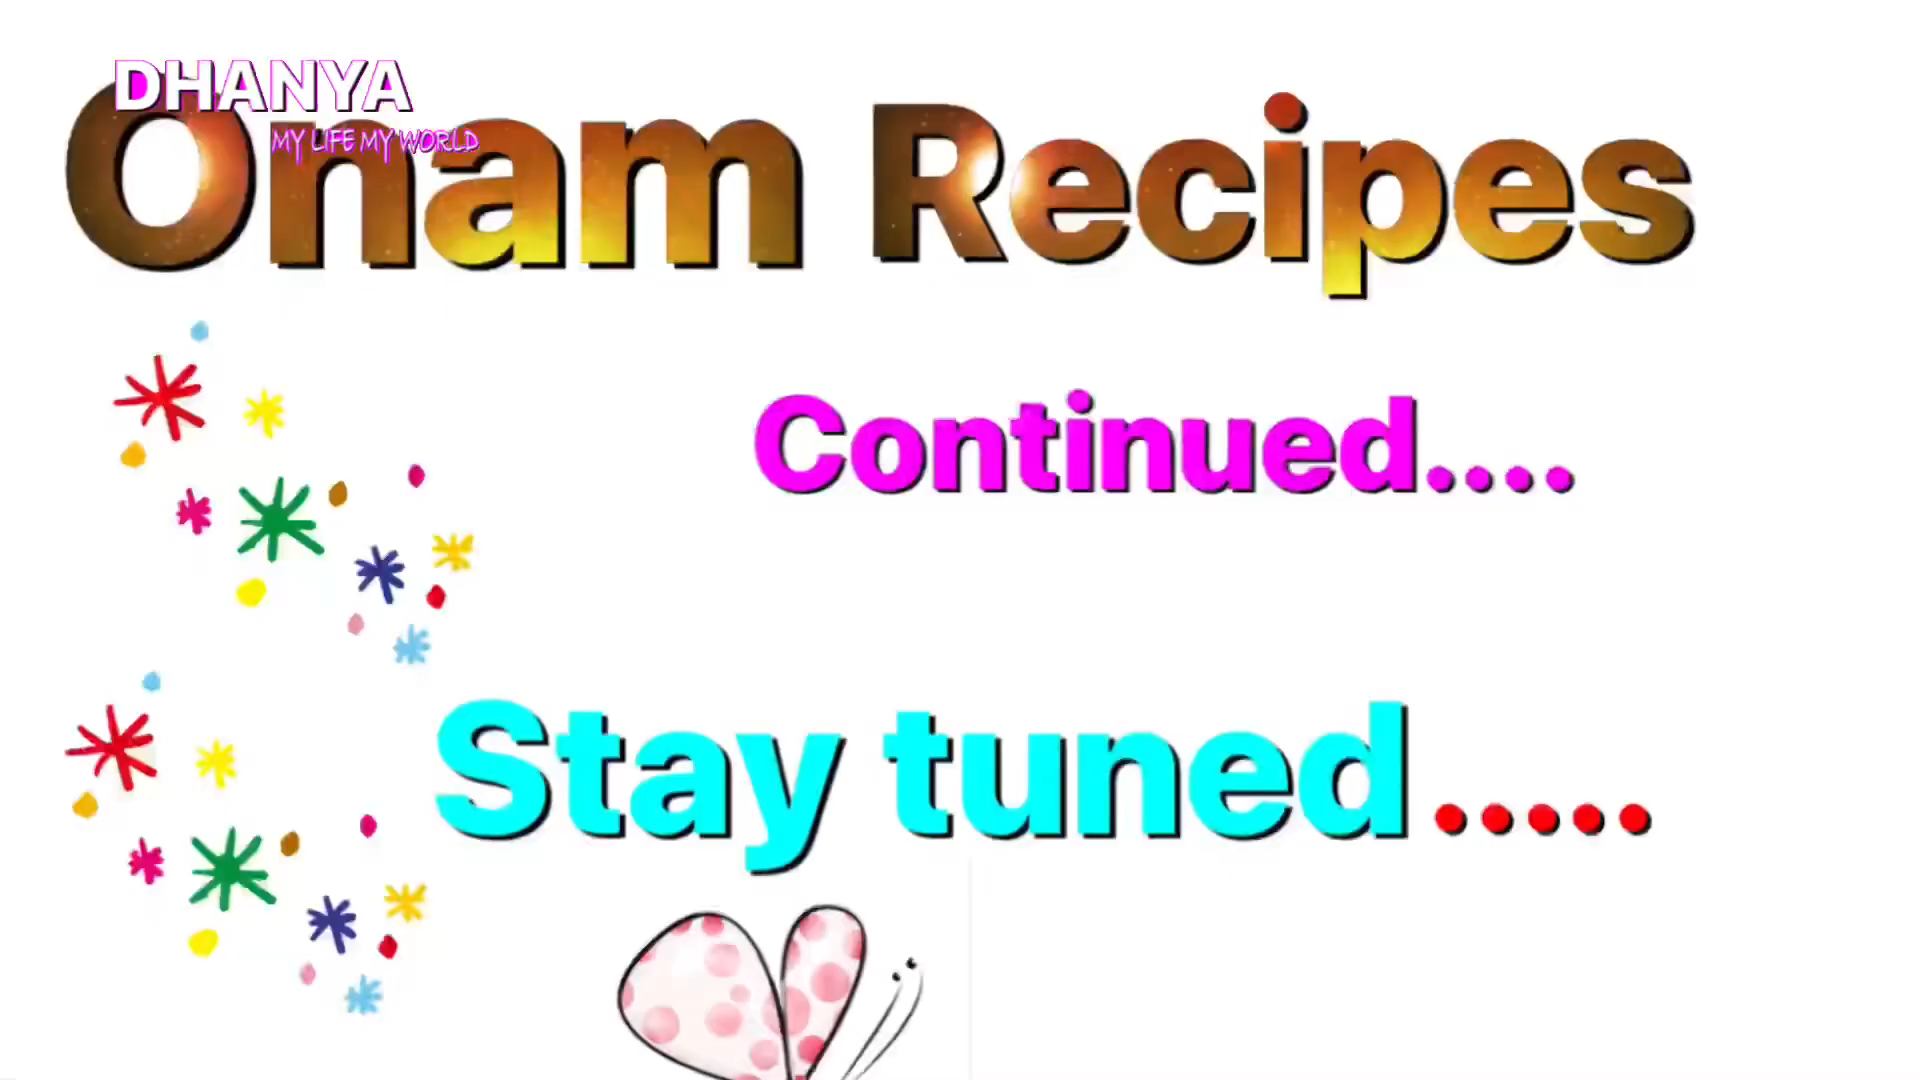 DHANYA
MY LIFE MY WORLD
Onam Recipes
Continued....
Stay tuned.....